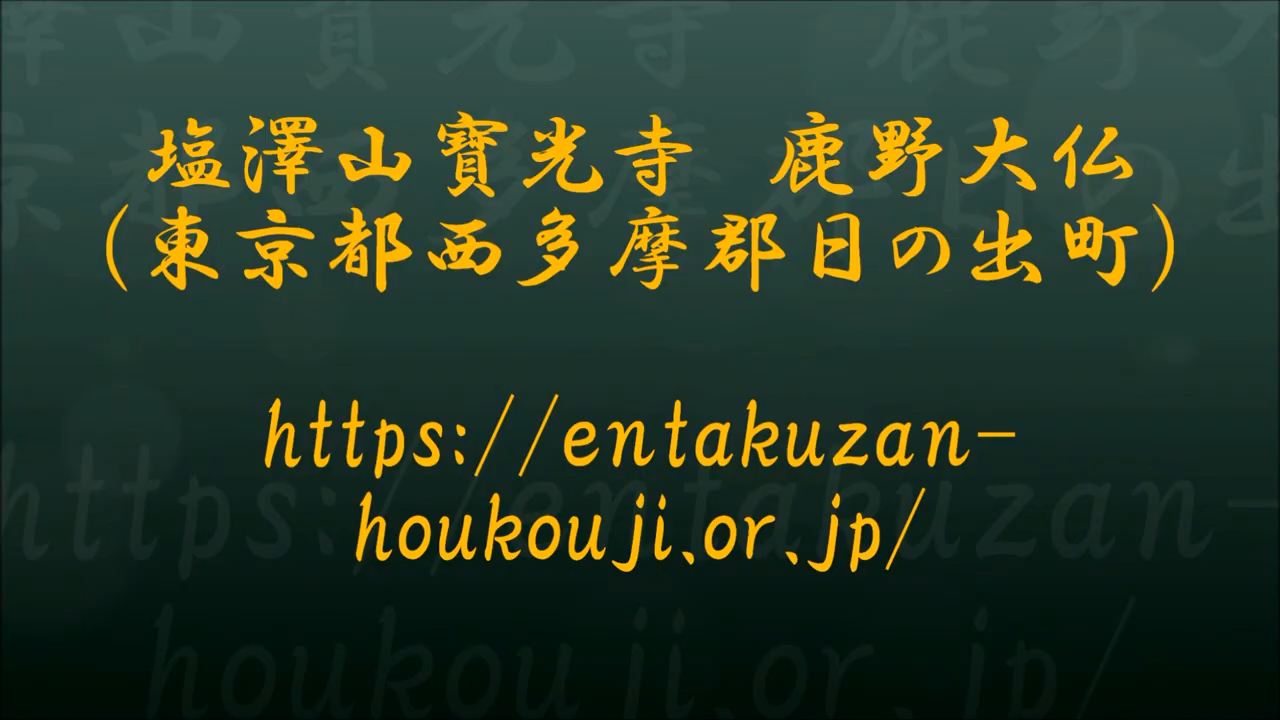 塩澤山寶光寺 鹿野大仏
(東京都西多摩郡日の出町)
https://entakuzan-
houkouji.or.jp/